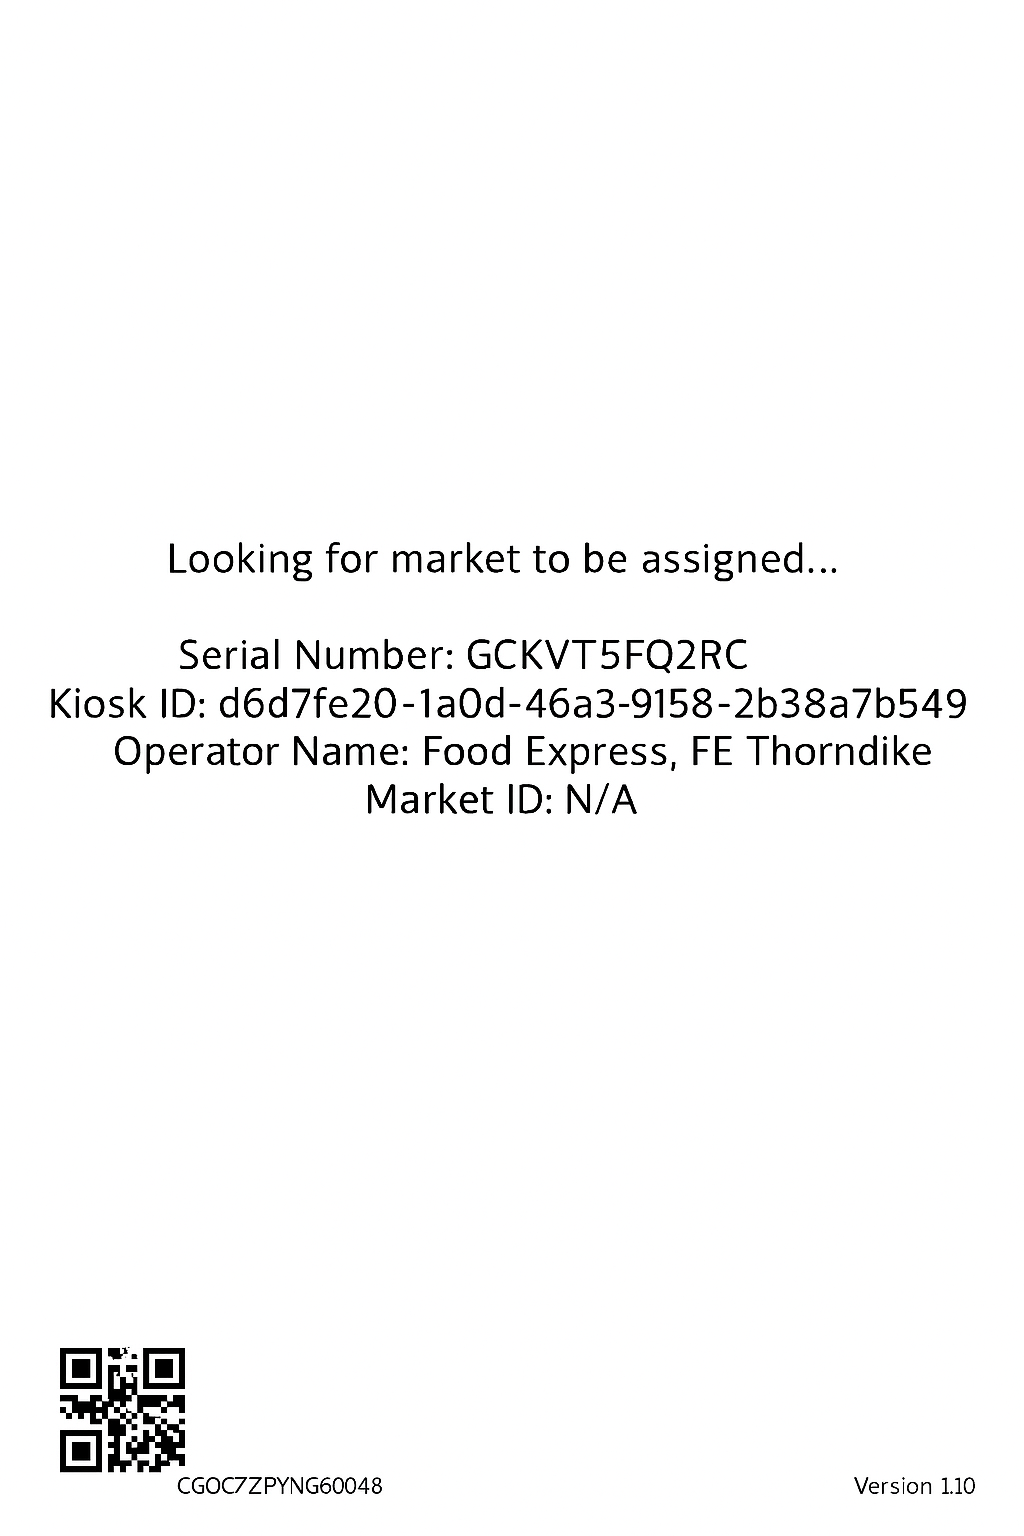 Looking for market to be assigned...
Serial Number: GCKVT5FQ2RC
Kiosk ID: d6d7fe20-1a0d-46a3-9158-2b38a7b549
Operator Name: Food Express, FE Thorndike
Market ID: N/A
CGOC7ZPYNG60048
Version 1.10